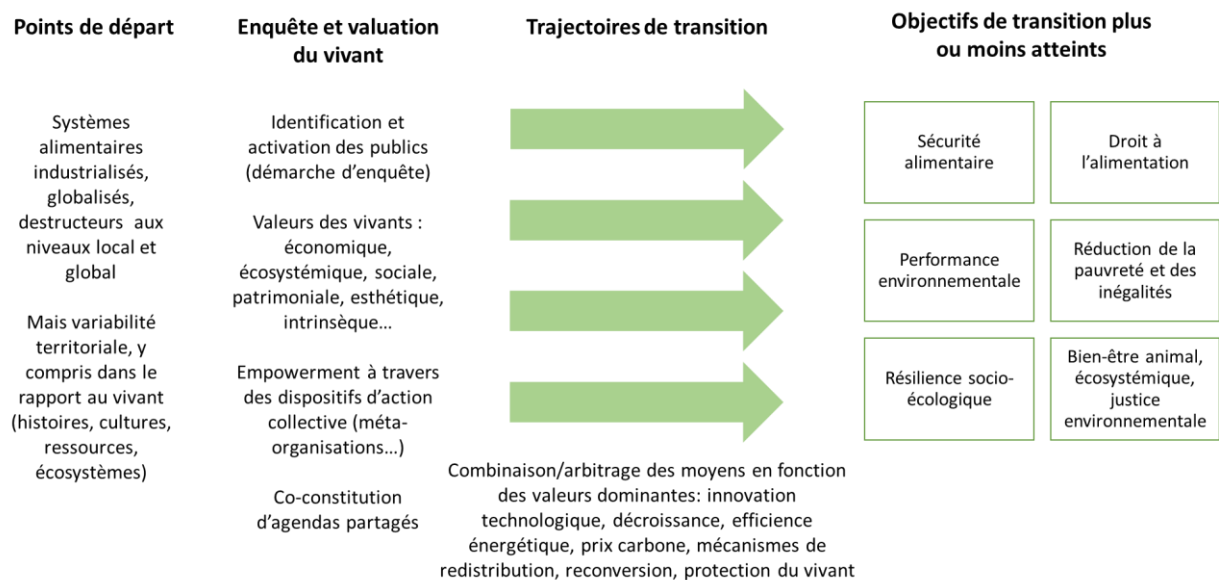 Points de départ
Systèmes
alimentaires
industrialisés,
globalisés,
destructeurs aux
niveaux local et
global
Mais variabilité
territoriale, y
compris dans le
rapport au vivant
(histoires, cultures,
ressources,
écosystèmes)
Enquête et valuation
du vivant
Identification et
activation des publics
(démarche d'enquête)
Valeurs des vivants :
économique,
écosystémique, sociale,
patrimoniale, esthétique,
intrinsèque…
Empowerment à travers
des dispositifs d'action
collective (méta-
organisations…)
Co-constitution
d'agendas partagés
Trajectoires de transition
Combinaison/arbitrage des moyens en fonction
des valeurs dominantes: innovation
technologique, décroissance, efficience
énergétique, prix carbone, mécanismes de
redistribution, reconversion, protection du vivant
Objectifs de transition plus
ou moins atteints
Sécurité
alimentaire
Droit à
l'alimentation
Performance
environnementale
Réduction de la
pauvreté et des
inégalités
Résilience socio-
écologique
Bien-être animal,
écosystémique,
justice
environnementale